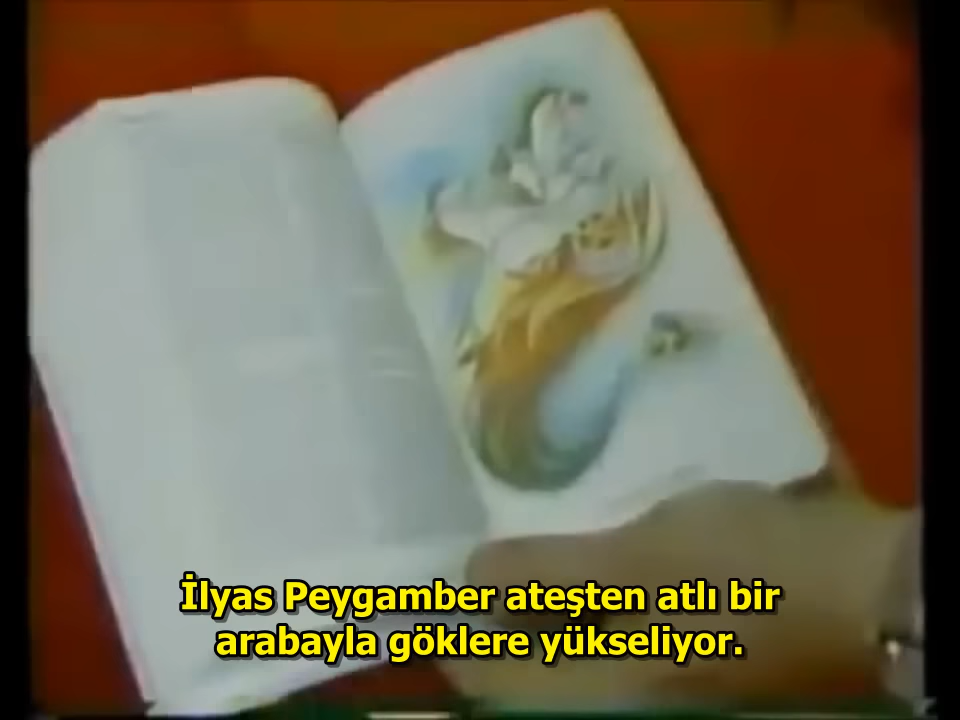 İlyas Peygamber ateşten atlı bir
arabayla göklere yükseliyor.